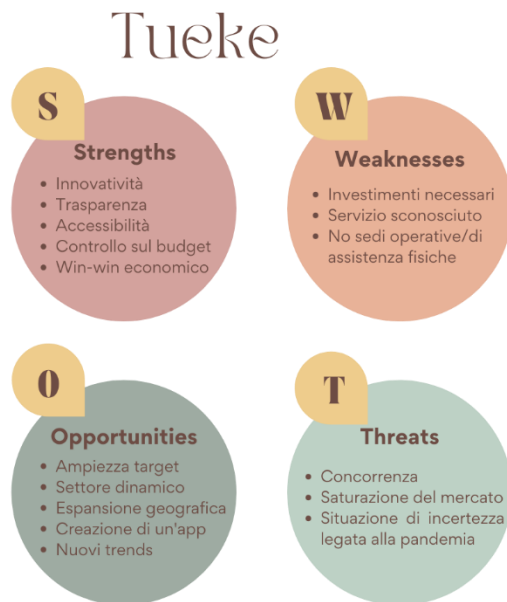 Tueke
S
Strengths
• Innovatività
• Trasparenza
• Accessibilità
• Controllo sul budget
• Win-win economico
W
Weaknesses
• Investimenti necessari
• Servizio sconosciuto
• No sedi operative/di
assistenza fisiche
O
Opportunities
• Ampiezza target
• Settore dinamico
• Espansione geografica
• Creazione di un'app
• Nuovi trends
T
Threats
• Concorrenza
• Saturazione del mercato
• Situazione di incertezza
legata alla pandemia